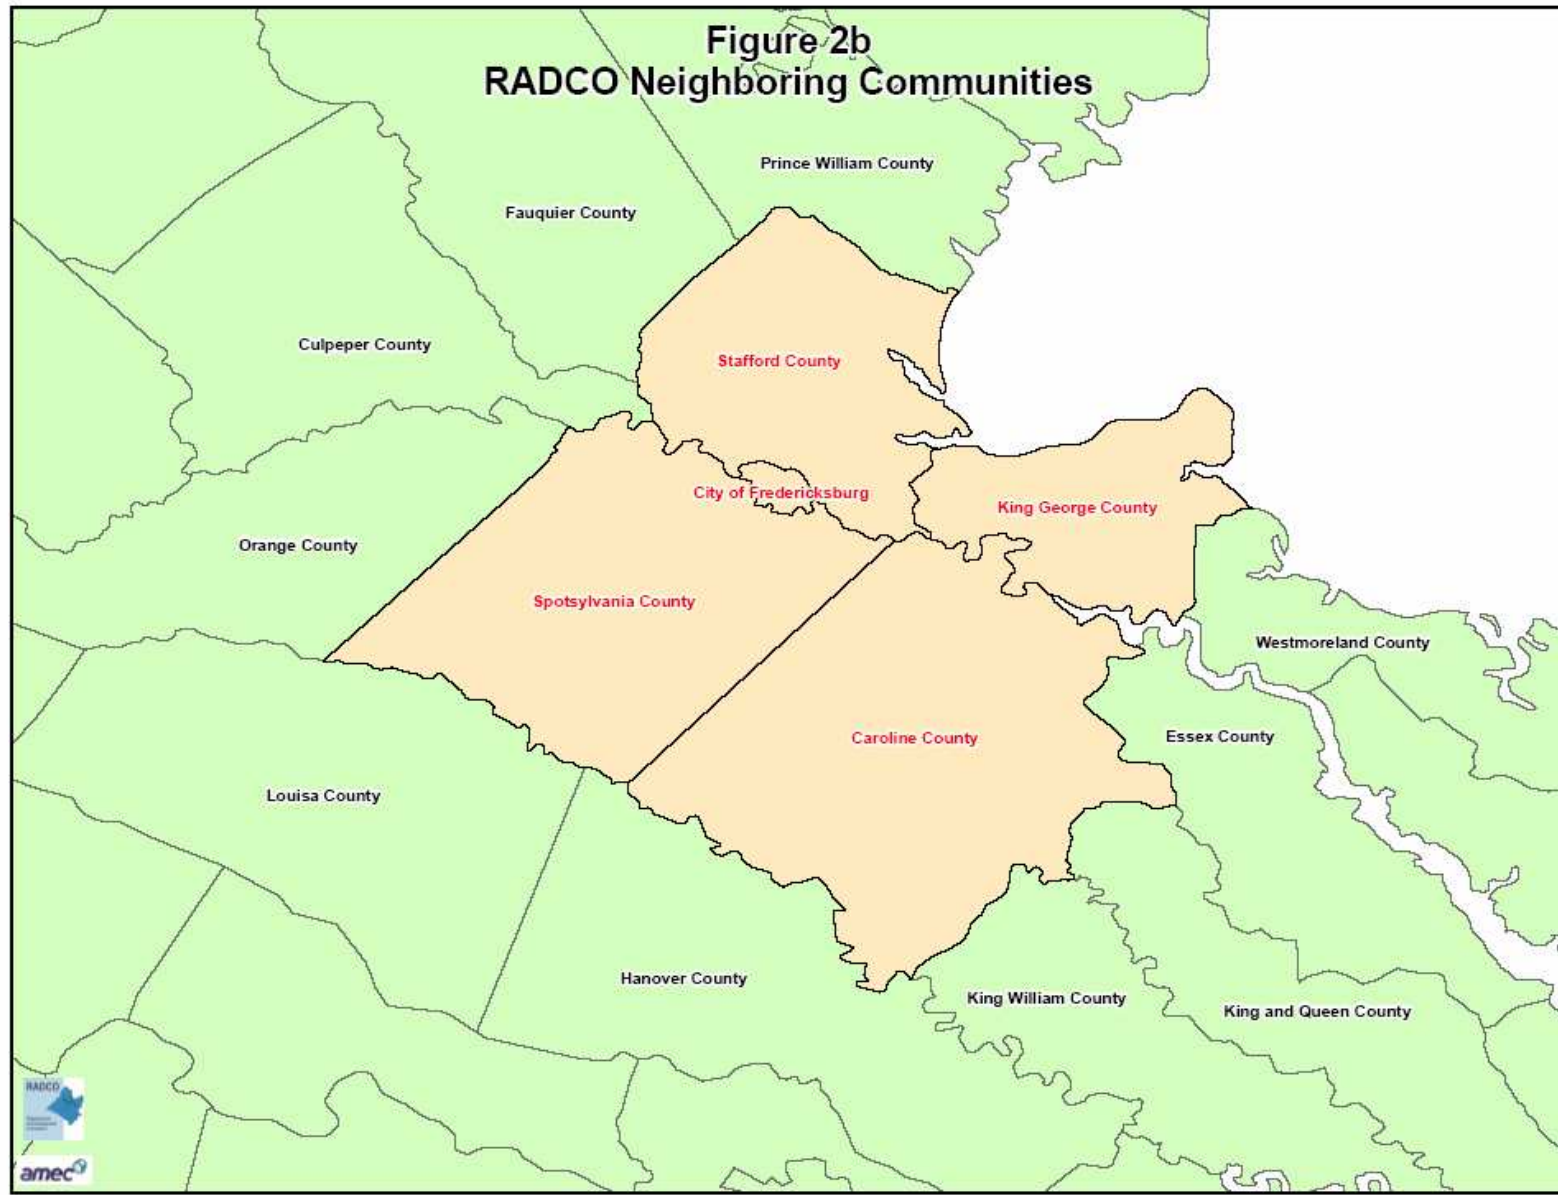 Figure 2b
RADCO Neighboring Communities
Prince William County
Fauquier County
Culpeper County
Stafford County
City of Fredericksburg
King George County
Orange County
Spotsylvania County
Westmoreland County
Caroline County
Essex County
Louisa County
Hanover County
King William County
King and Queen County
RADCO
amec